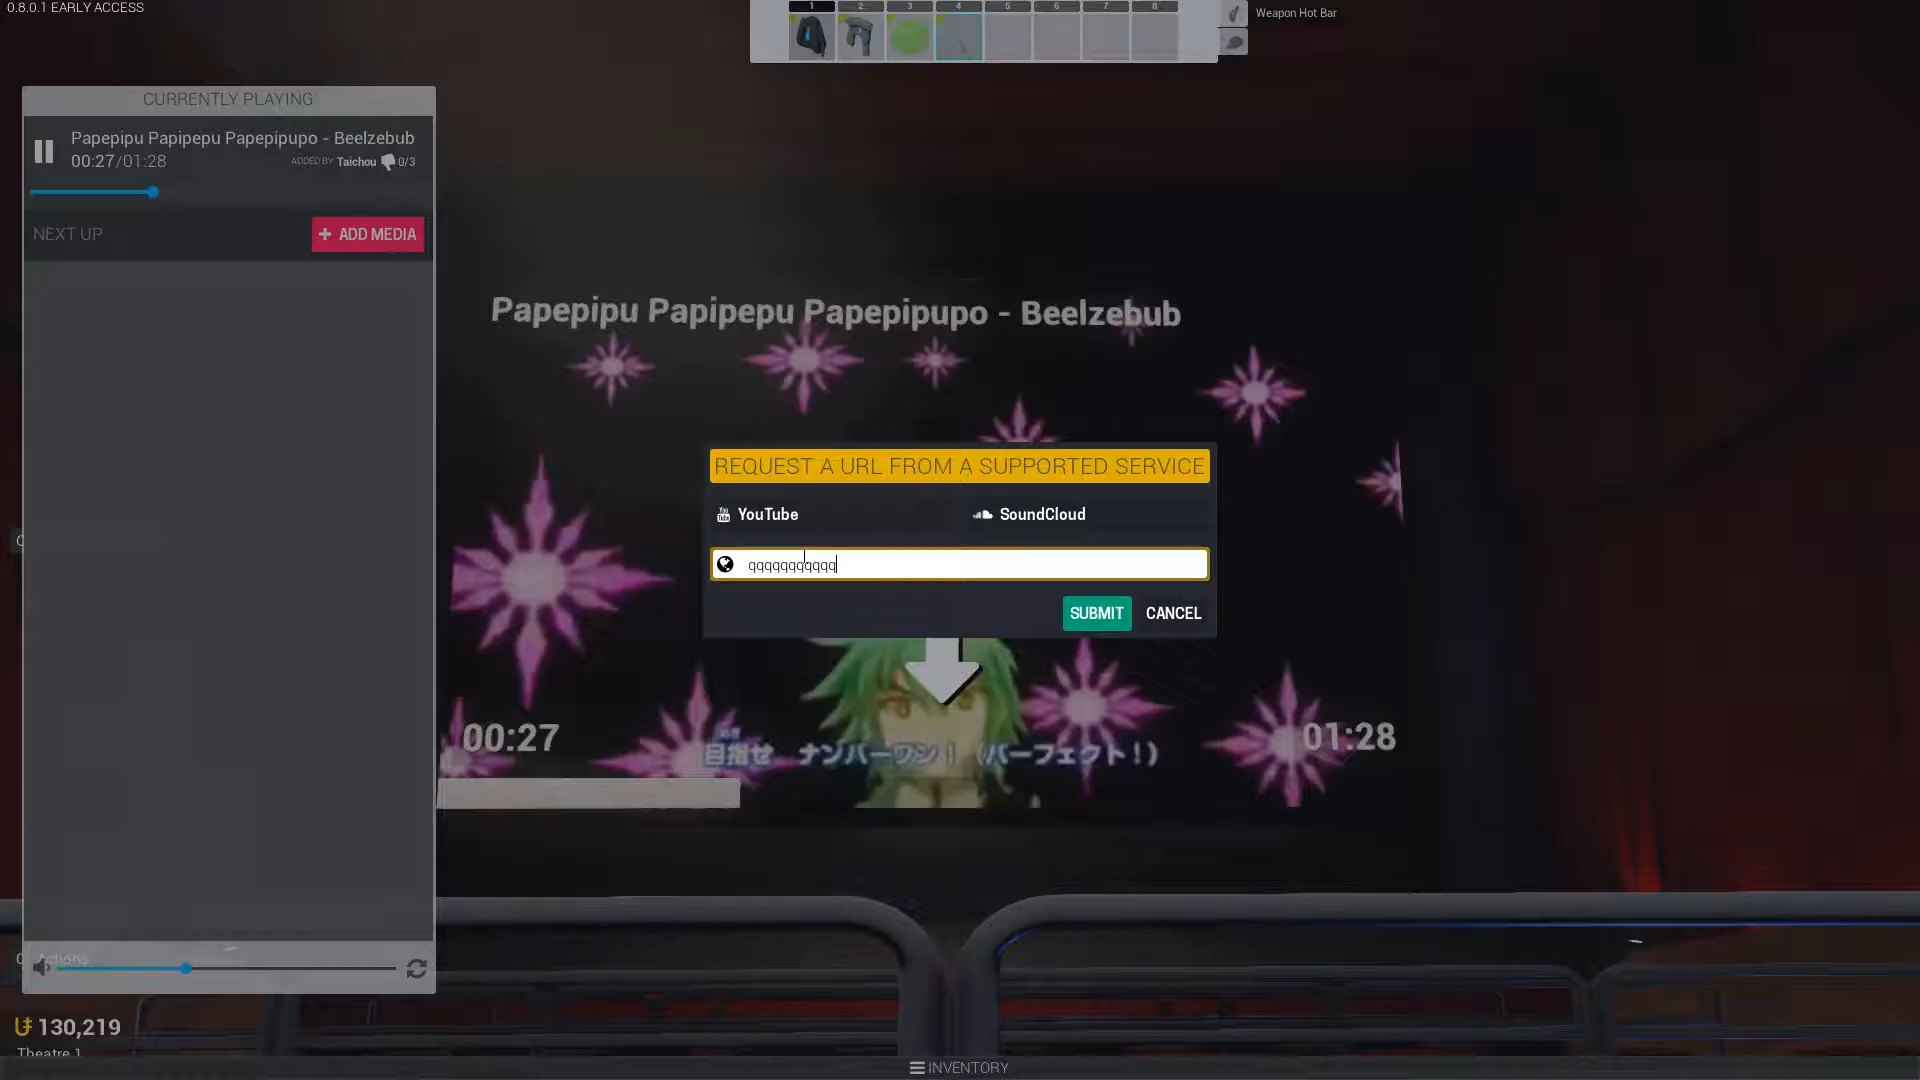 0.8.0.1 EARLY ACCESS
1 2 3 4 5 6 7 8
Weapon Hot Bar
CURRENTLY PLAYING
Papepipu Papipepu Papepipupo - Beelzebub
00:27/01:28
ADDED BY Taichou 0/3
NEXT UP
+ ADD MEDIA
Papepipu Papipepu Papepipupo - Beelzebub
REQUEST A URL FROM A SUPPORTED SERVICE
YouTube
SoundCloud
qqqqqqqqqqq
SUBMIT
CANCEL
00:27
01:28
めざ
目指せ ナンバーワン！（パーフェクト！）
Actions
130,219
Theatre 1
INVENTORY